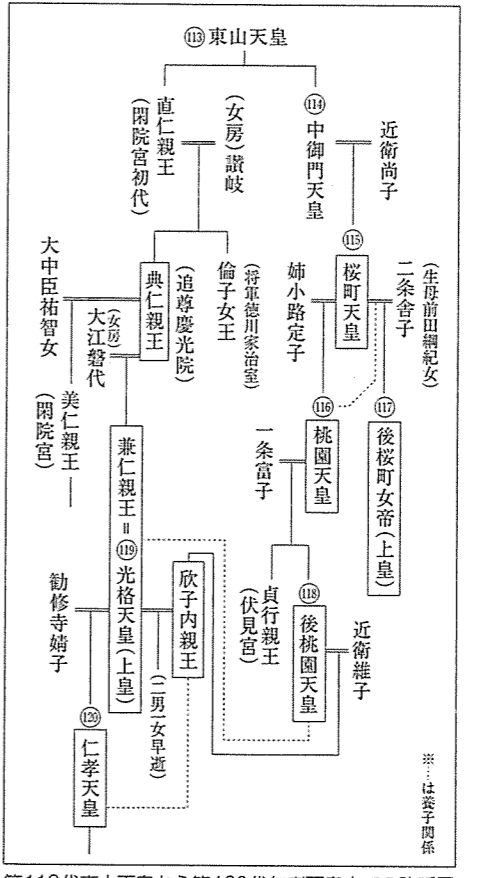 ⑬東山天皇
⑭中御門天皇
近衛尚子
直仁親王
(閑院宮初代)
(女房)讃岐
⑮桜町天皇
二条舎子
(生母前田綱紀女)
姉小路定子
倫子女王
(将軍徳川家治室)
典仁親王
(追尊慶光院)
大中臣祐智女
(女房)
大江磐代
美仁親王
(閑院宮)
⑯桃園天皇
⑰後桜町女帝(上皇)
一条富子
兼仁親王=⑲光格天皇(上皇)
欣子内親王
貞行親王
(伏見宮)
⑱後桃園天皇
近衛維子
勧修寺婧子
(二男一女早逝)
⑳仁孝天皇
※…は養子関係